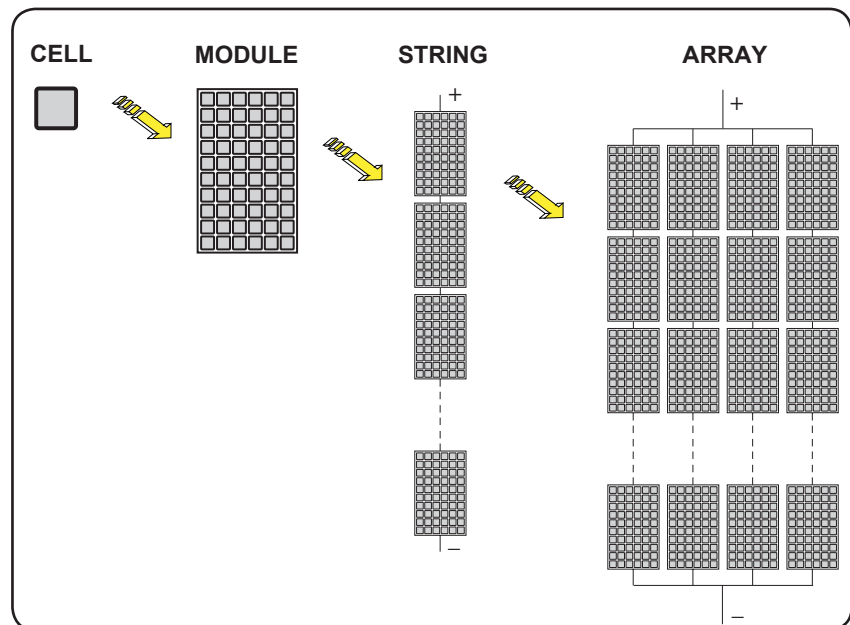 CELL
MODULE
STRING
ARRAY
+
−
+
−